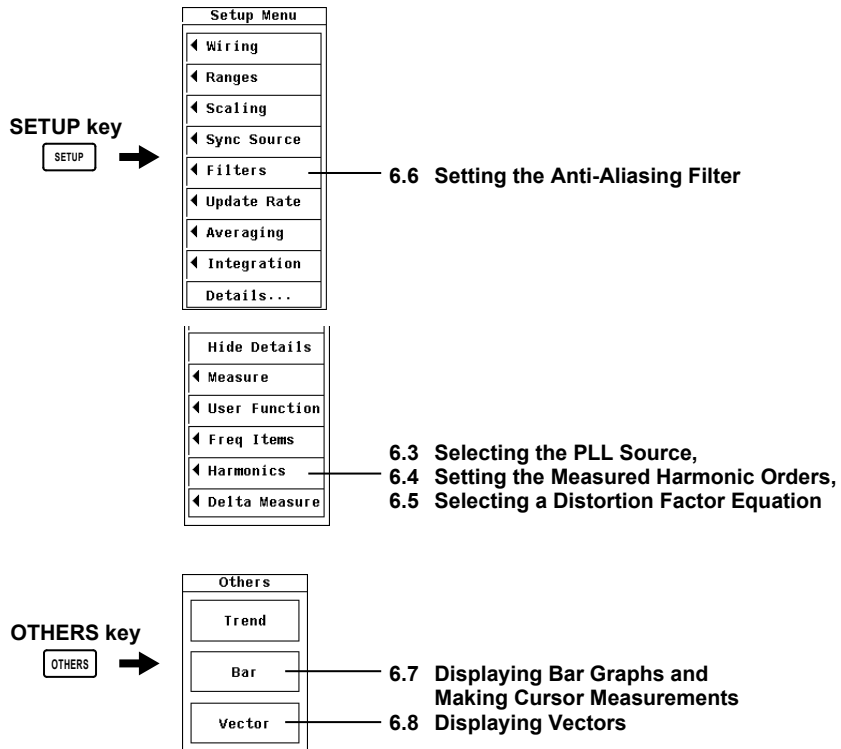 Setup Menu
Wiring
Ranges
Scaling
SETUP key
Sync Source
SETUP
Filters
6.6 Setting the Anti-Aliasing Filter
Update Rate
Averaging
Integration
Details...
Hide Details
Measure
User Function
Freq Items
6.3 Selecting the PLL Source,
Harmonics
6.4 Setting the Measured Harmonic Orders,
Delta Measure
6.5 Selecting a Distortion Factor Equation
Others
Trend
OTHERS key
OTHERS
Bar
6.7 Displaying Bar Graphs and
Making Cursor Measurements
Vector
6.8 Displaying Vectors